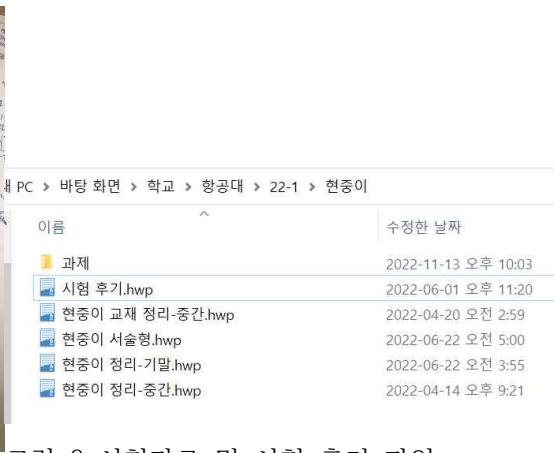 PC > 바탕 화면 > 학교 > 항공대 > 22-1 > 현중이
이름 수정한 날짜
과제 2022-11-13 오후 10:03
시험 후기.hwp 2022-06-01 오후 11:20
현중이 교재 정리-중간.hwp 2022-04-20 오전 2:59
현중이 서술형.hwp 2022-06-22 오전 5:00
현중이 정리-기말.hwp 2022-06-22 오전 3:55
현중이 정리-중간.hwp 2022-04-14 오후 9:21